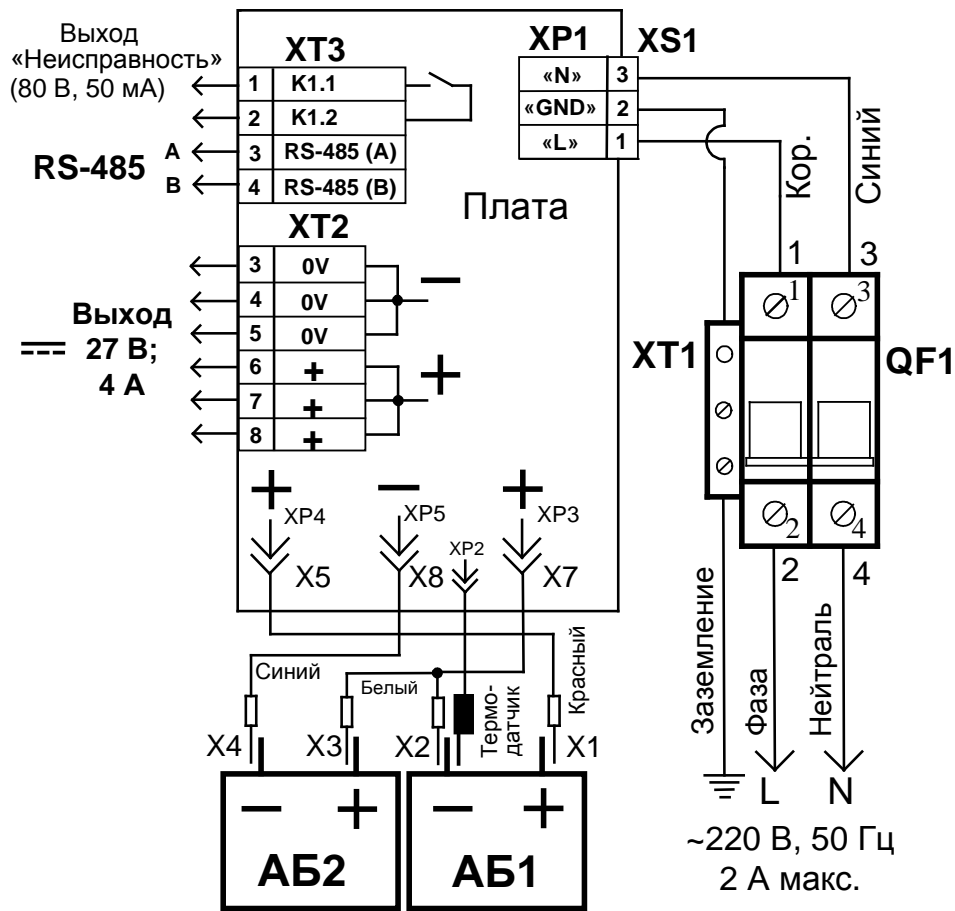 Выход
«Неисправность»
(80 В, 50 мА)
XT3
1 K1.1
2 K1.2
3 RS-485 (A)
4 RS-485 (B)
RS-485
A
B
XP1 XS1
«N» 3
«GND» 2
«L» 1
Кор.
Синий
Плата
XT2
3 0V
4 0V
5 0V
6 +
7 +
8 +
−
+
Выход
27 В;
4 А
1 3
1 3
XT1
QF1
2 4
2 4
+ − +
XP4 XP5 XP2 XP3
X5 X8 X7
Синий
Белый
Термо-
датчик
Красный
X4 X3 X2 X1
− + − +
АБ2 АБ1
Заземление
Фаза
Нейтраль
L N
~220 В, 50 Гц
2 А макс.